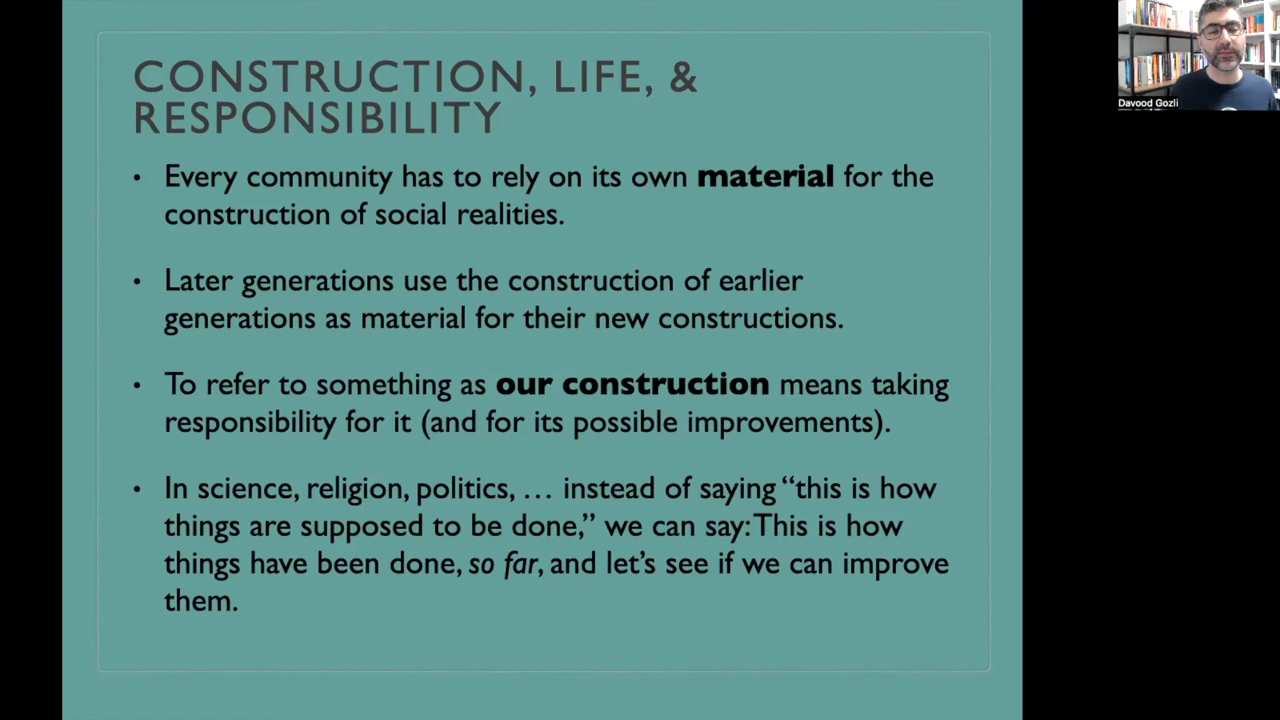 CONSTRUCTION, LIFE, &
RESPONSIBILITY
• Every community has to rely on its own material for the
construction of social realities.
• Later generations use the construction of earlier
generations as material for their new constructions.
• To refer to something as our construction means taking
responsibility for it (and for its possible improvements).
• In science, religion, politics, … instead of saying “this is how
things are supposed to be done,” we can say: This is how
things have been done, so far, and let’s see if we can improve
them.
Davood Gozli